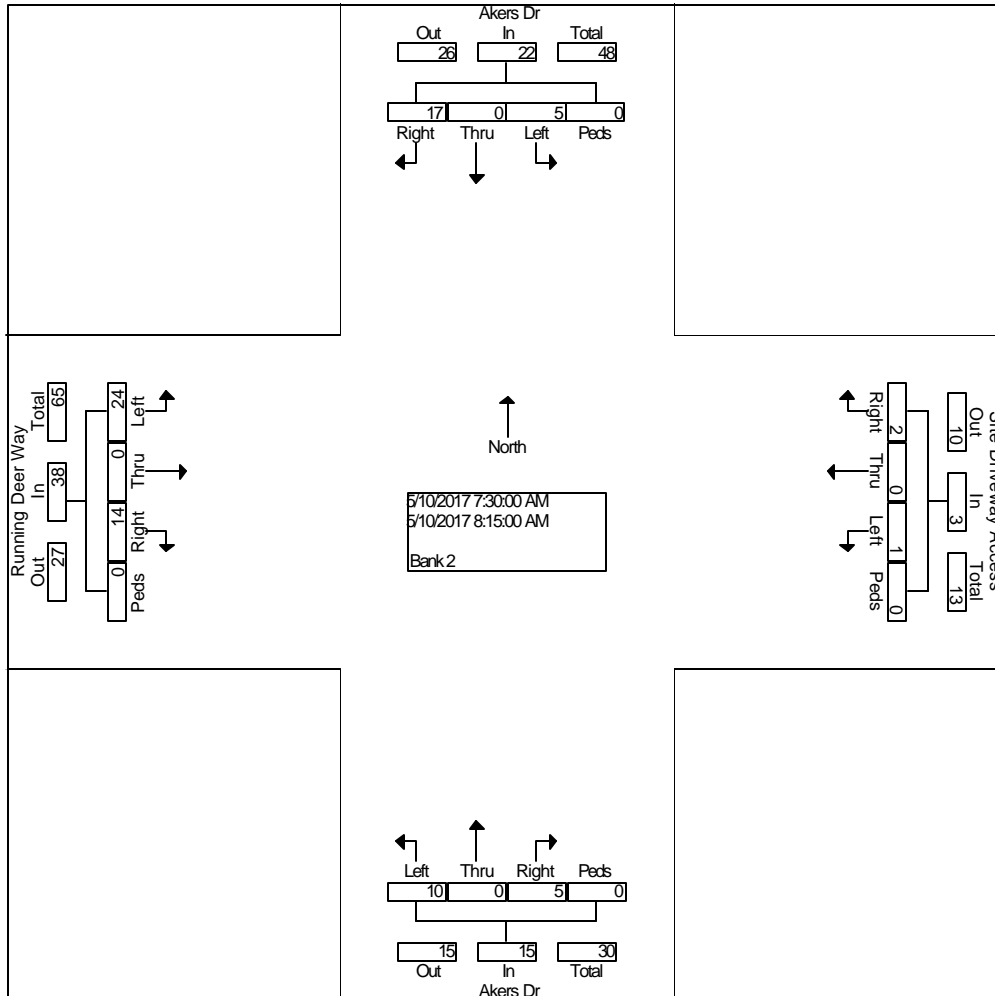 Akers Dr
Out In Total
26 22 48
17 0 5 0
Right Thru Left Peds
Running Deer Way
Total In Out
65 38 27
24 0 14 0
Left Thru Right Peds
North
5/10/2017 7:30:00 AM
5/10/2017 8:15:00 AM
Bank 2
Right Thru Left Peds
2 0 1 0
10 3 13
Out In Total
Site Driveway Access
Left Thru Right Peds
10 0 5 0
15 15 30
Out In Total
Akers Dr